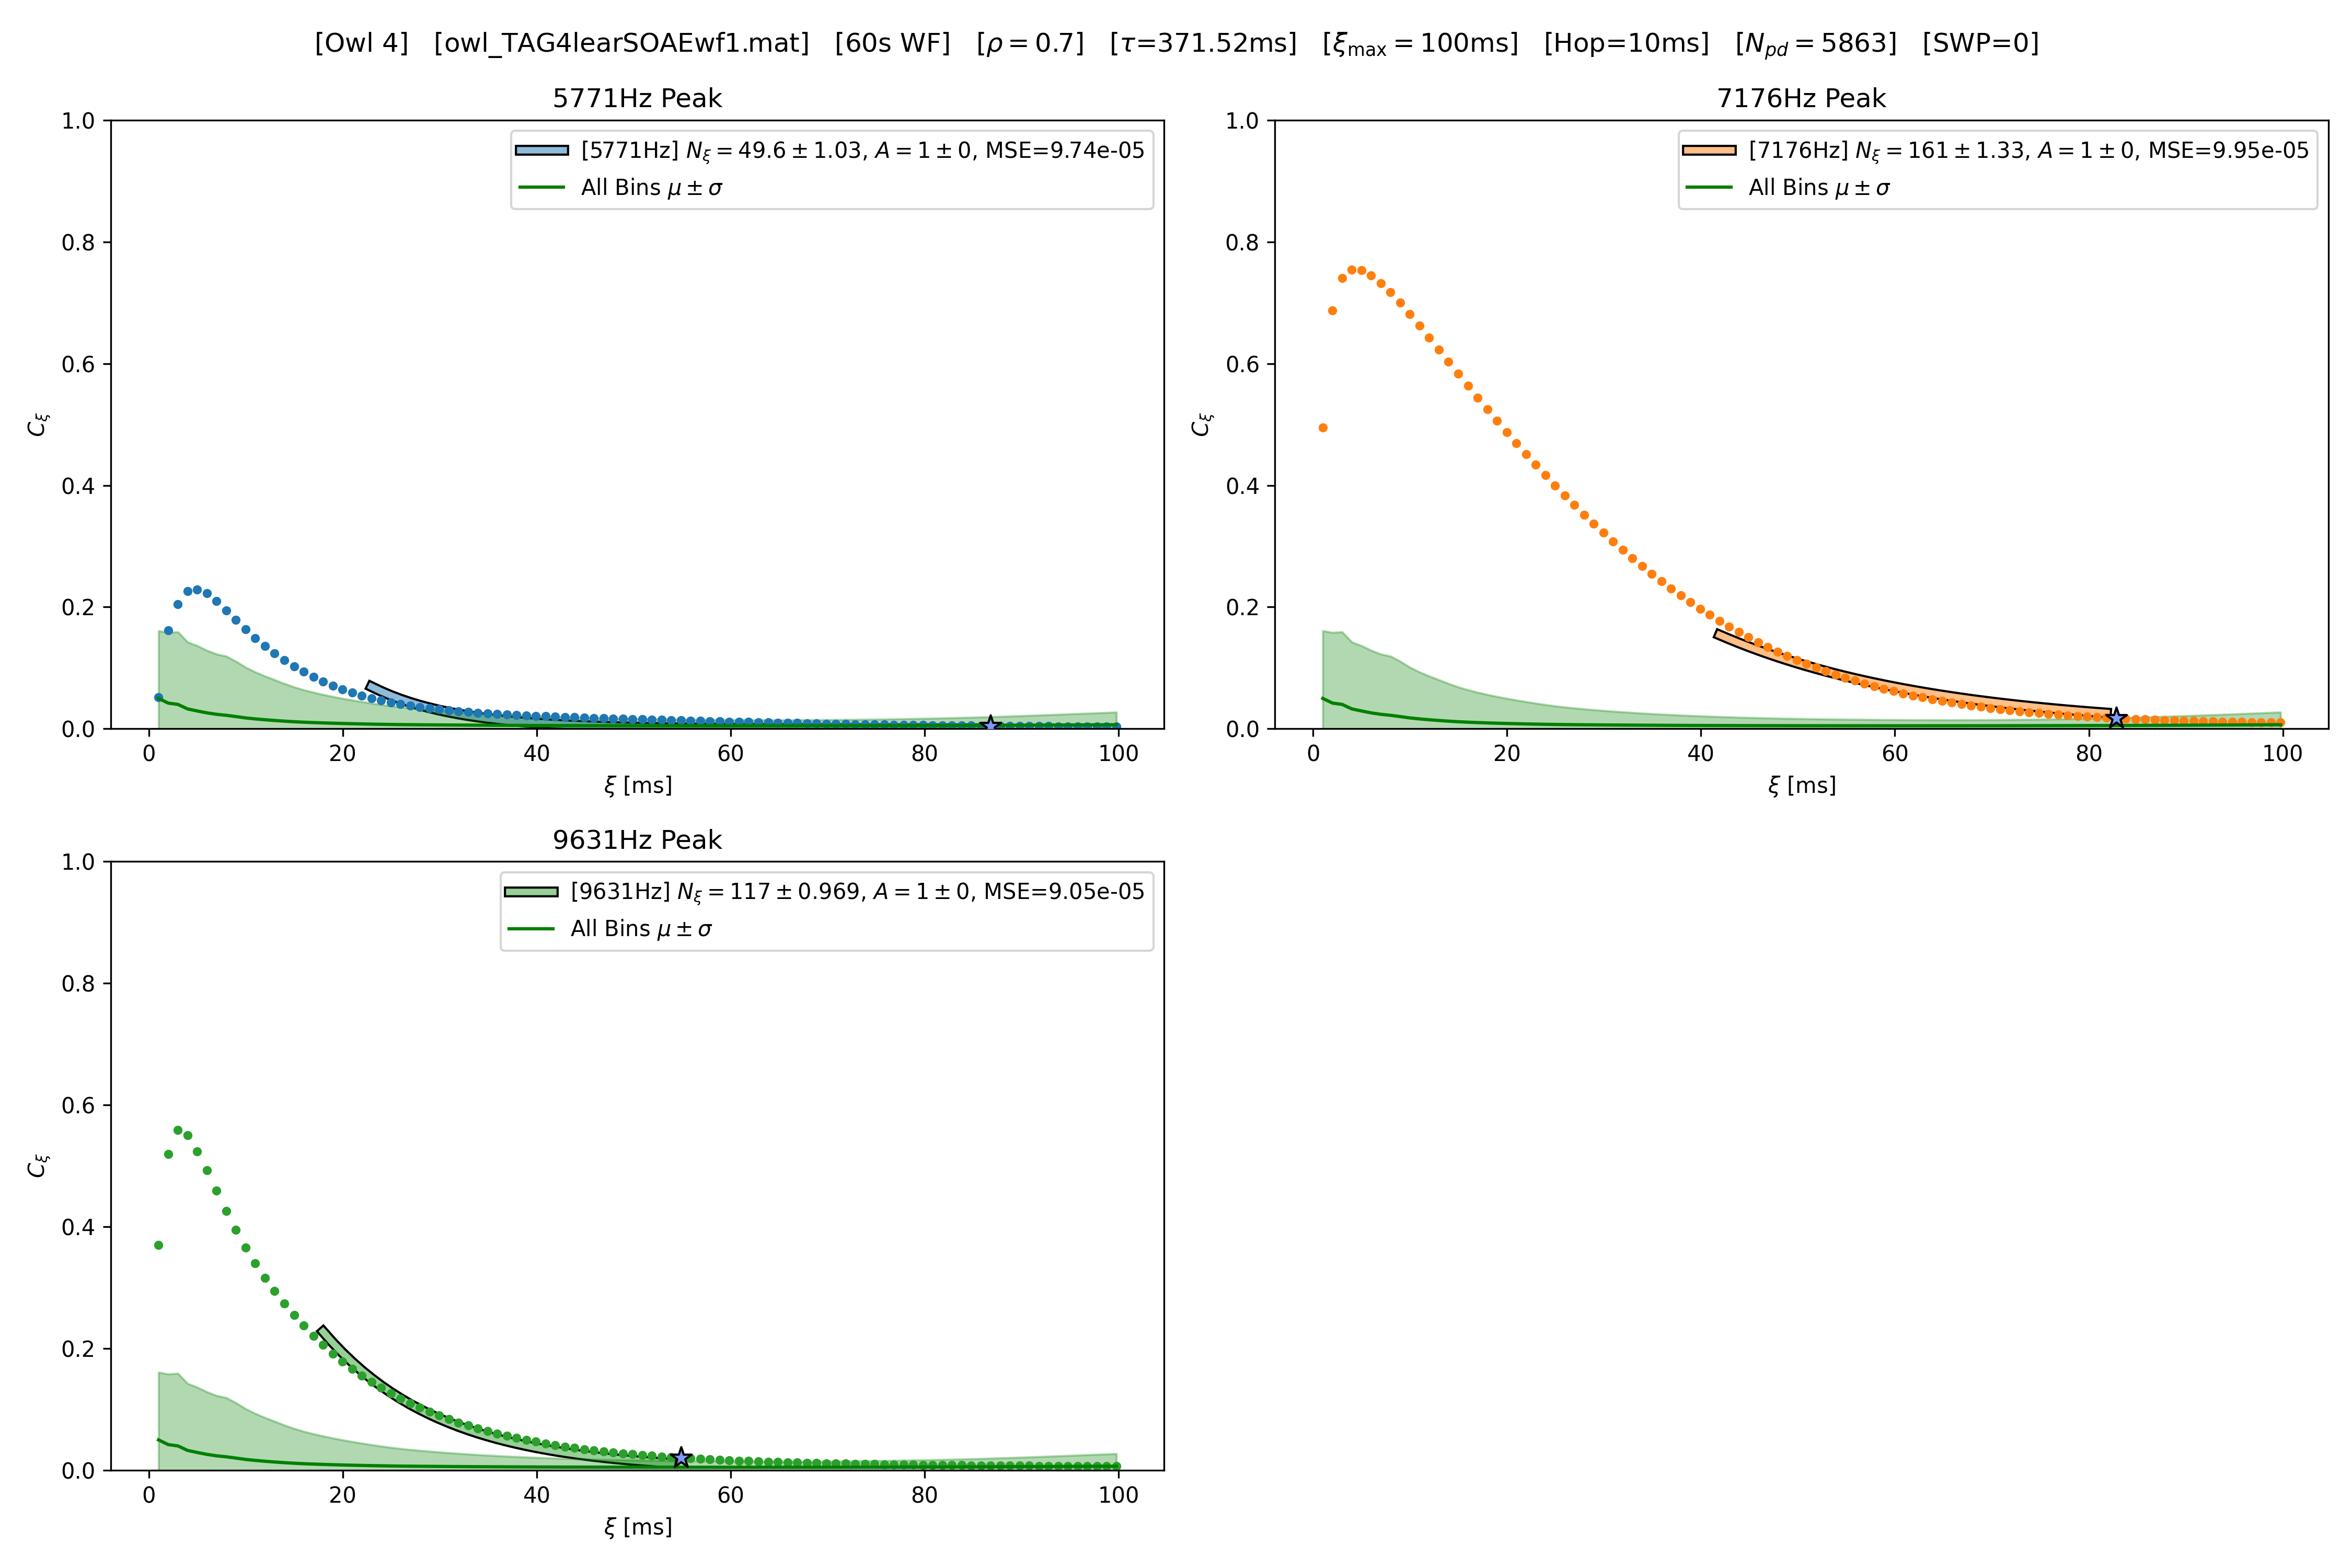 [Owl 4] [owl_TAG4learSOAEwf1.mat] [60s WF] [ρ = 0.7] [τ=371.52ms] [ξmax = 100ms] [Hop=10ms] [Npd = 5863] [SWP=0]
5771Hz Peak
1.0
0.8
0.6
0.4
0.2
0.0
Cξ
[5771Hz] Nξ = 49.6 ± 1.03, A = 1 ± 0, MSE=9.74e-05
All Bins μ ± σ
0 20 40 60 80 100
ξ [ms]
7176Hz Peak
1.0
0.8
0.6
0.4
0.2
0.0
Cξ
[7176Hz] Nξ = 161 ± 1.33, A = 1 ± 0, MSE=9.95e-05
All Bins μ ± σ
0 20 40 60 80 100
ξ [ms]
9631Hz Peak
1.0
0.8
0.6
0.4
0.2
0.0
Cξ
[9631Hz] Nξ = 117 ± 0.969, A = 1 ± 0, MSE=9.05e-05
All Bins μ ± σ
0 20 40 60 80 100
ξ [ms]